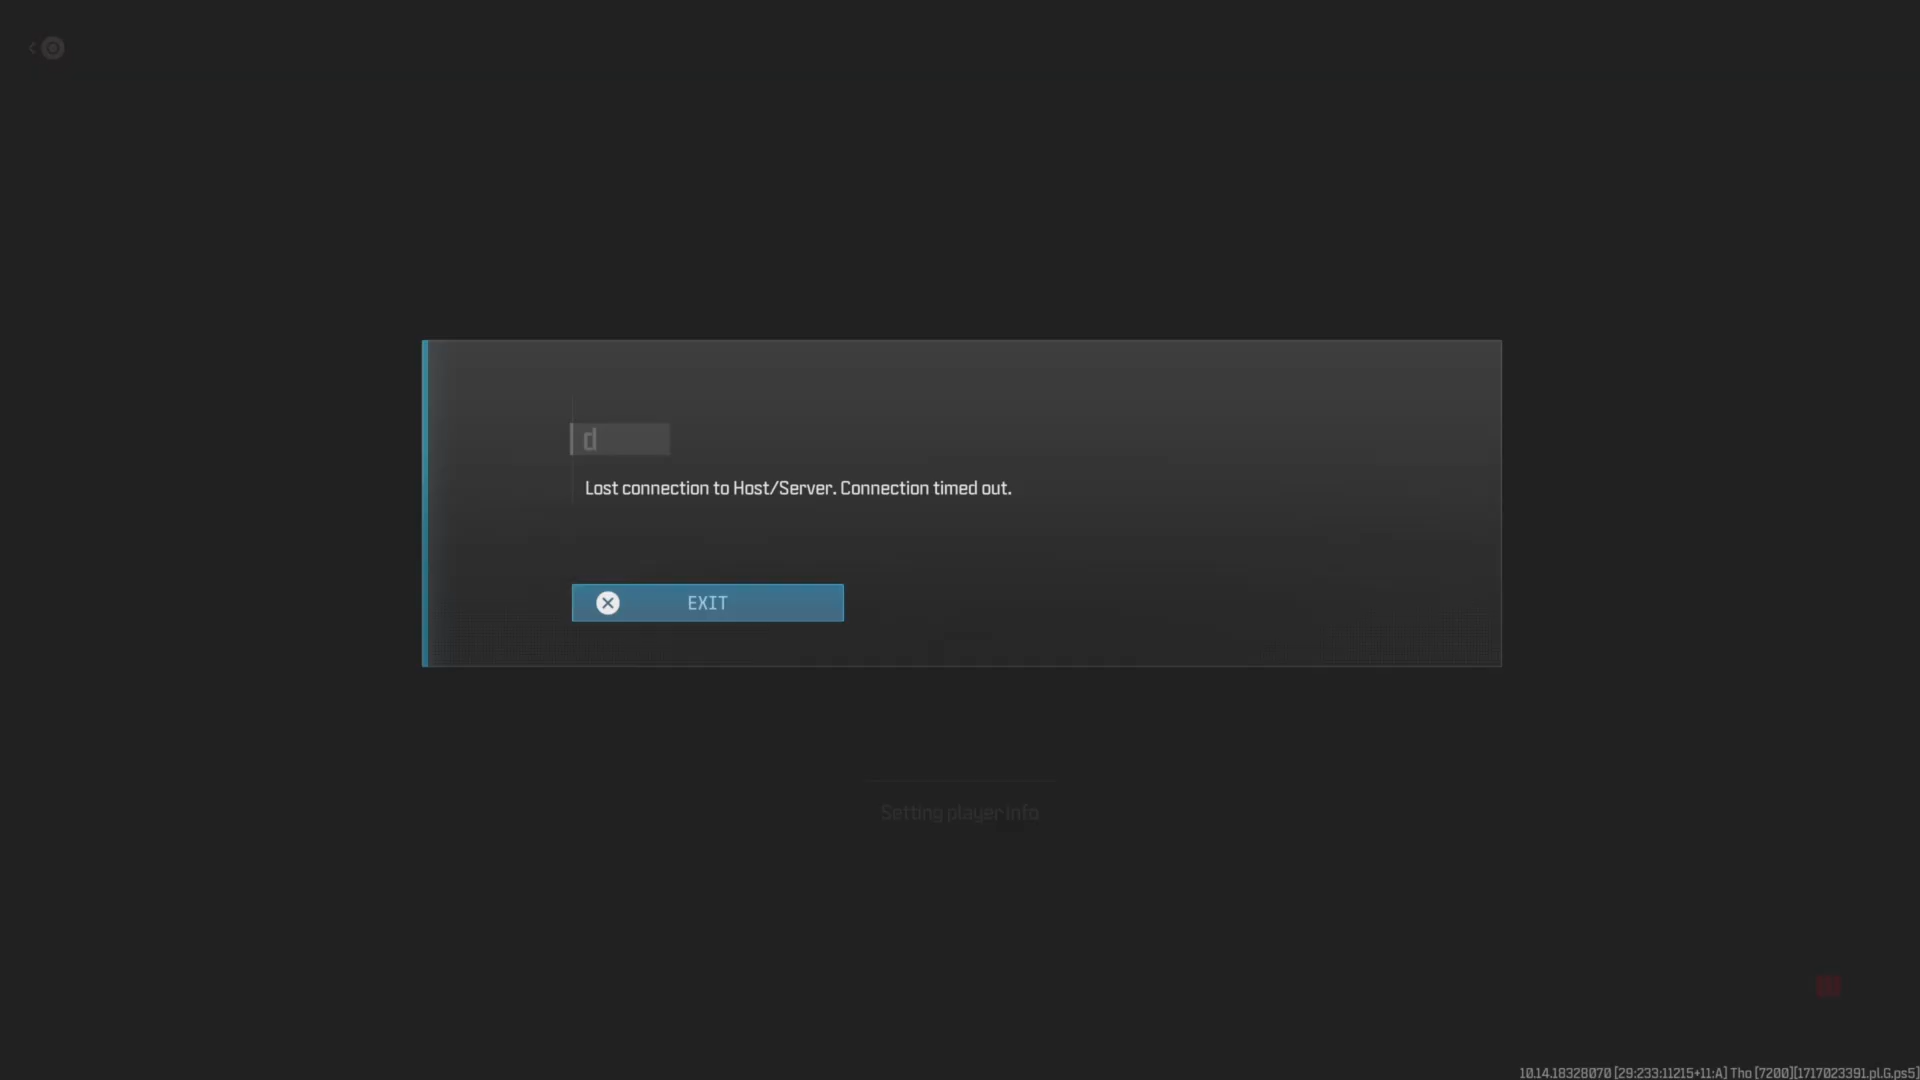 d
Lost connection to Host/Server. Connection timed out.
EXIT
Setting player info
10.14.18328070 [29:233:11215+11:A] Tho [7200][1717023391.pl.G.ps5]